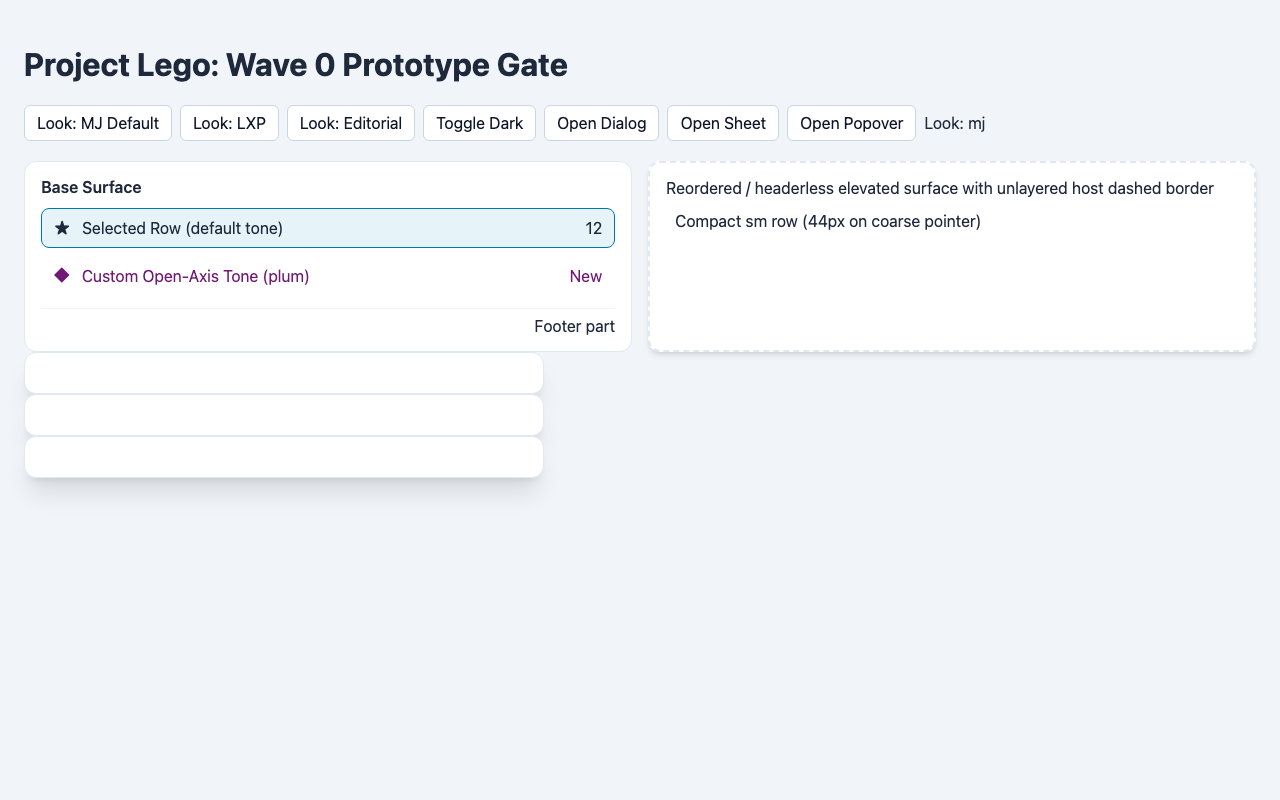 Project Lego: Wave 0 Prototype Gate
Look: MJ Default Look: LXP Look: Editorial Toggle Dark Open Dialog Open Sheet Open Popover Look: mj
Base Surface
Selected Row (default tone) 12
Custom Open-Axis Tone (plum) New
Footer part
Reordered / headerless elevated surface with unlayered host dashed border
Compact sm row (44px on coarse pointer)